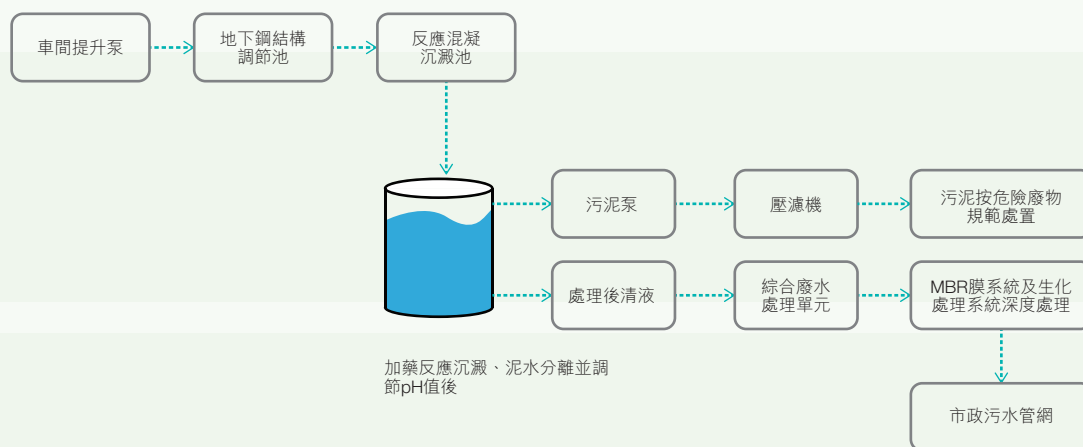 車間提升泵
地下鋼結構
調節池
反應混凝
沉澱池
污泥泵
壓濾機
污泥按危險廢物
規範處置
處理後清液
綜合廢水
處理單元
MBR膜系統及生化
處理系統深度處理
加藥反應沉澱、泥水分離並調
節pH值後
市政污水管網